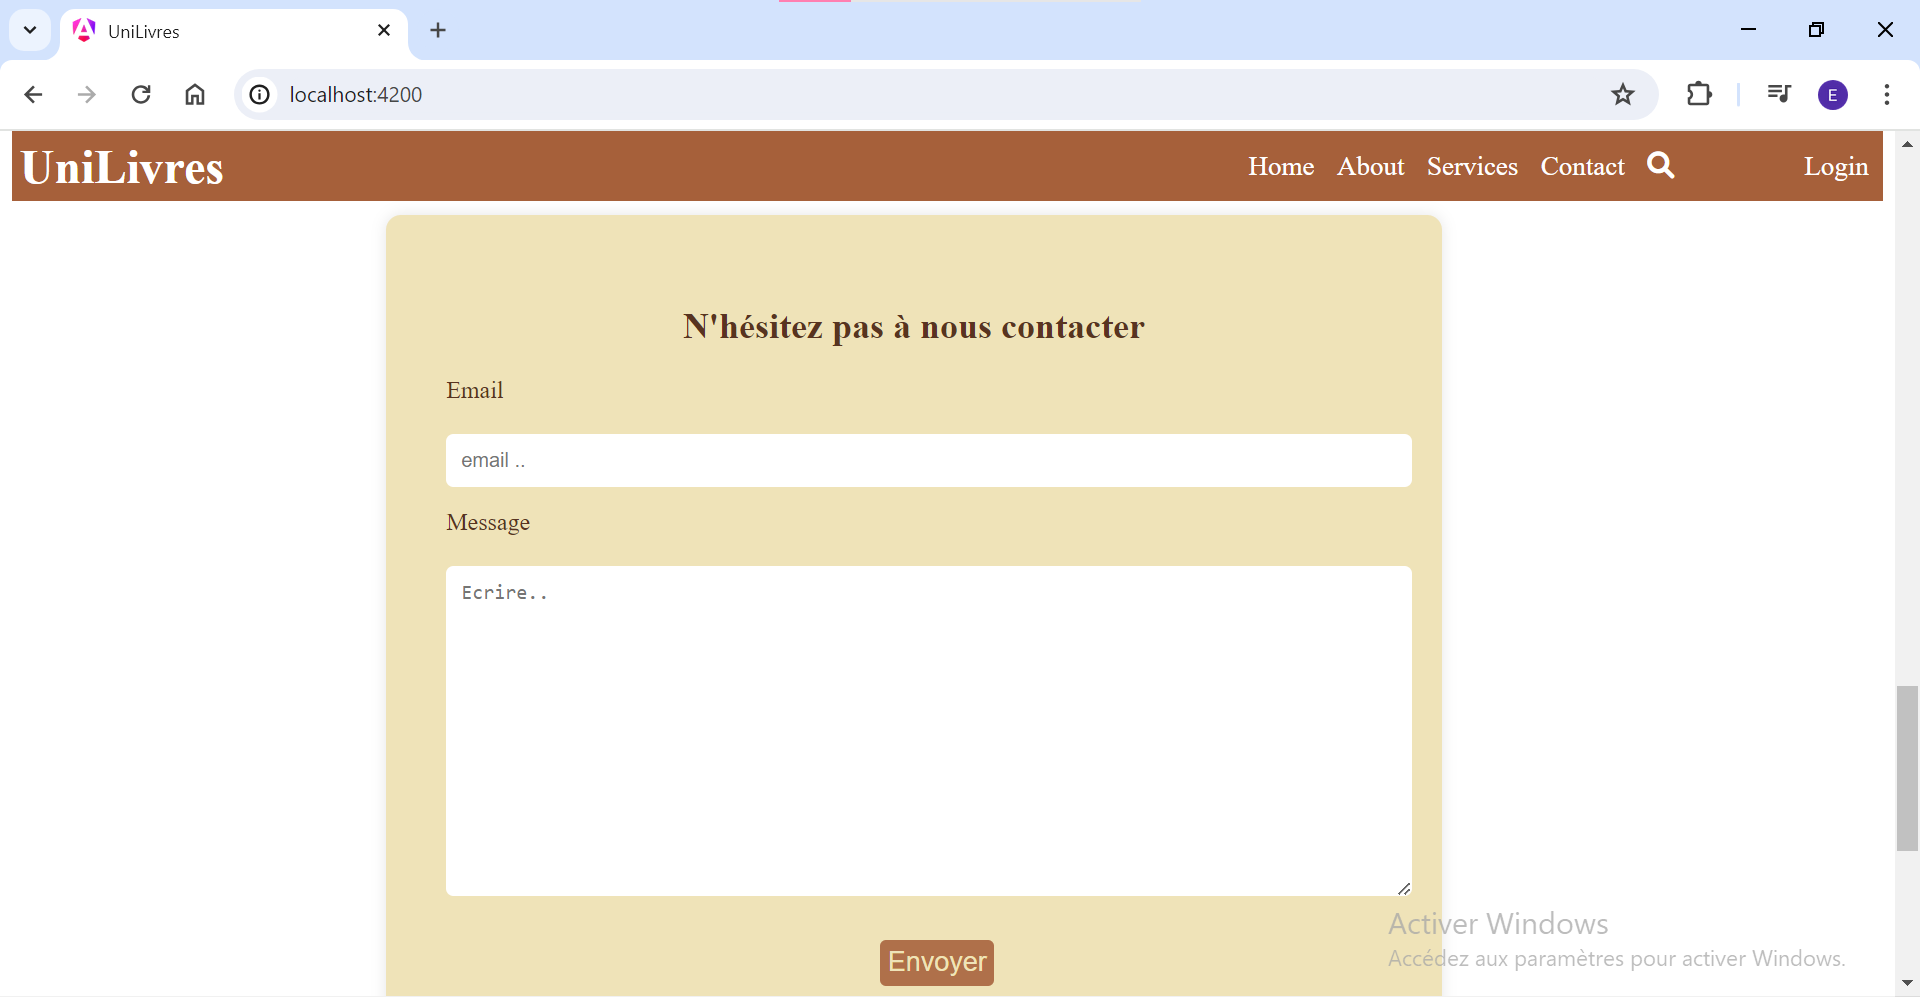 UniLivres
localhost:4200
E
UniLivres
Home About Services Contact Login
N'hésitez pas à nous contacter
Email
email ..
Message
Ecrire..
Envoyer
Activer Windows
Accédez aux paramètres pour activer Windows.